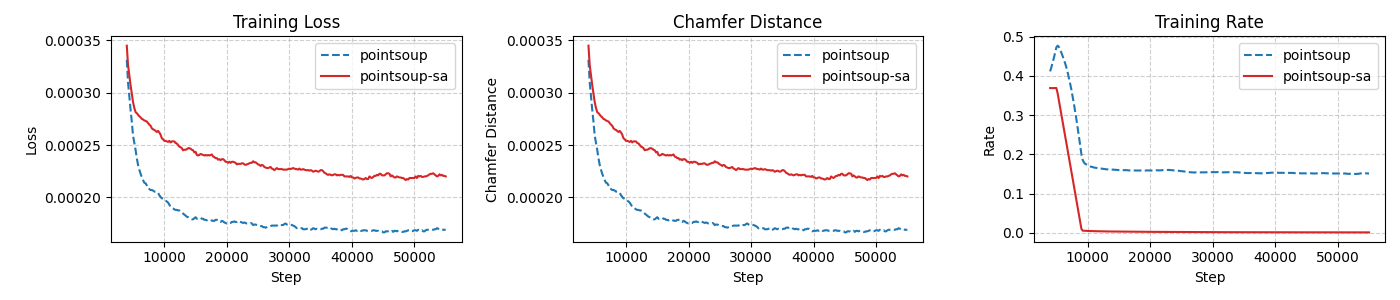 Training Loss
Loss
0.00035
0.00030
0.00025
0.00020
10000 20000 30000 40000 50000
Step
pointsoup
pointsoup-sa
Chamfer Distance
Chamfer Distance
0.00035
0.00030
0.00025
0.00020
10000 20000 30000 40000 50000
Step
pointsoup
pointsoup-sa
Training Rate
Rate
0.5
0.4
0.3
0.2
0.1
0.0
10000 20000 30000 40000 50000
Step
pointsoup
pointsoup-sa